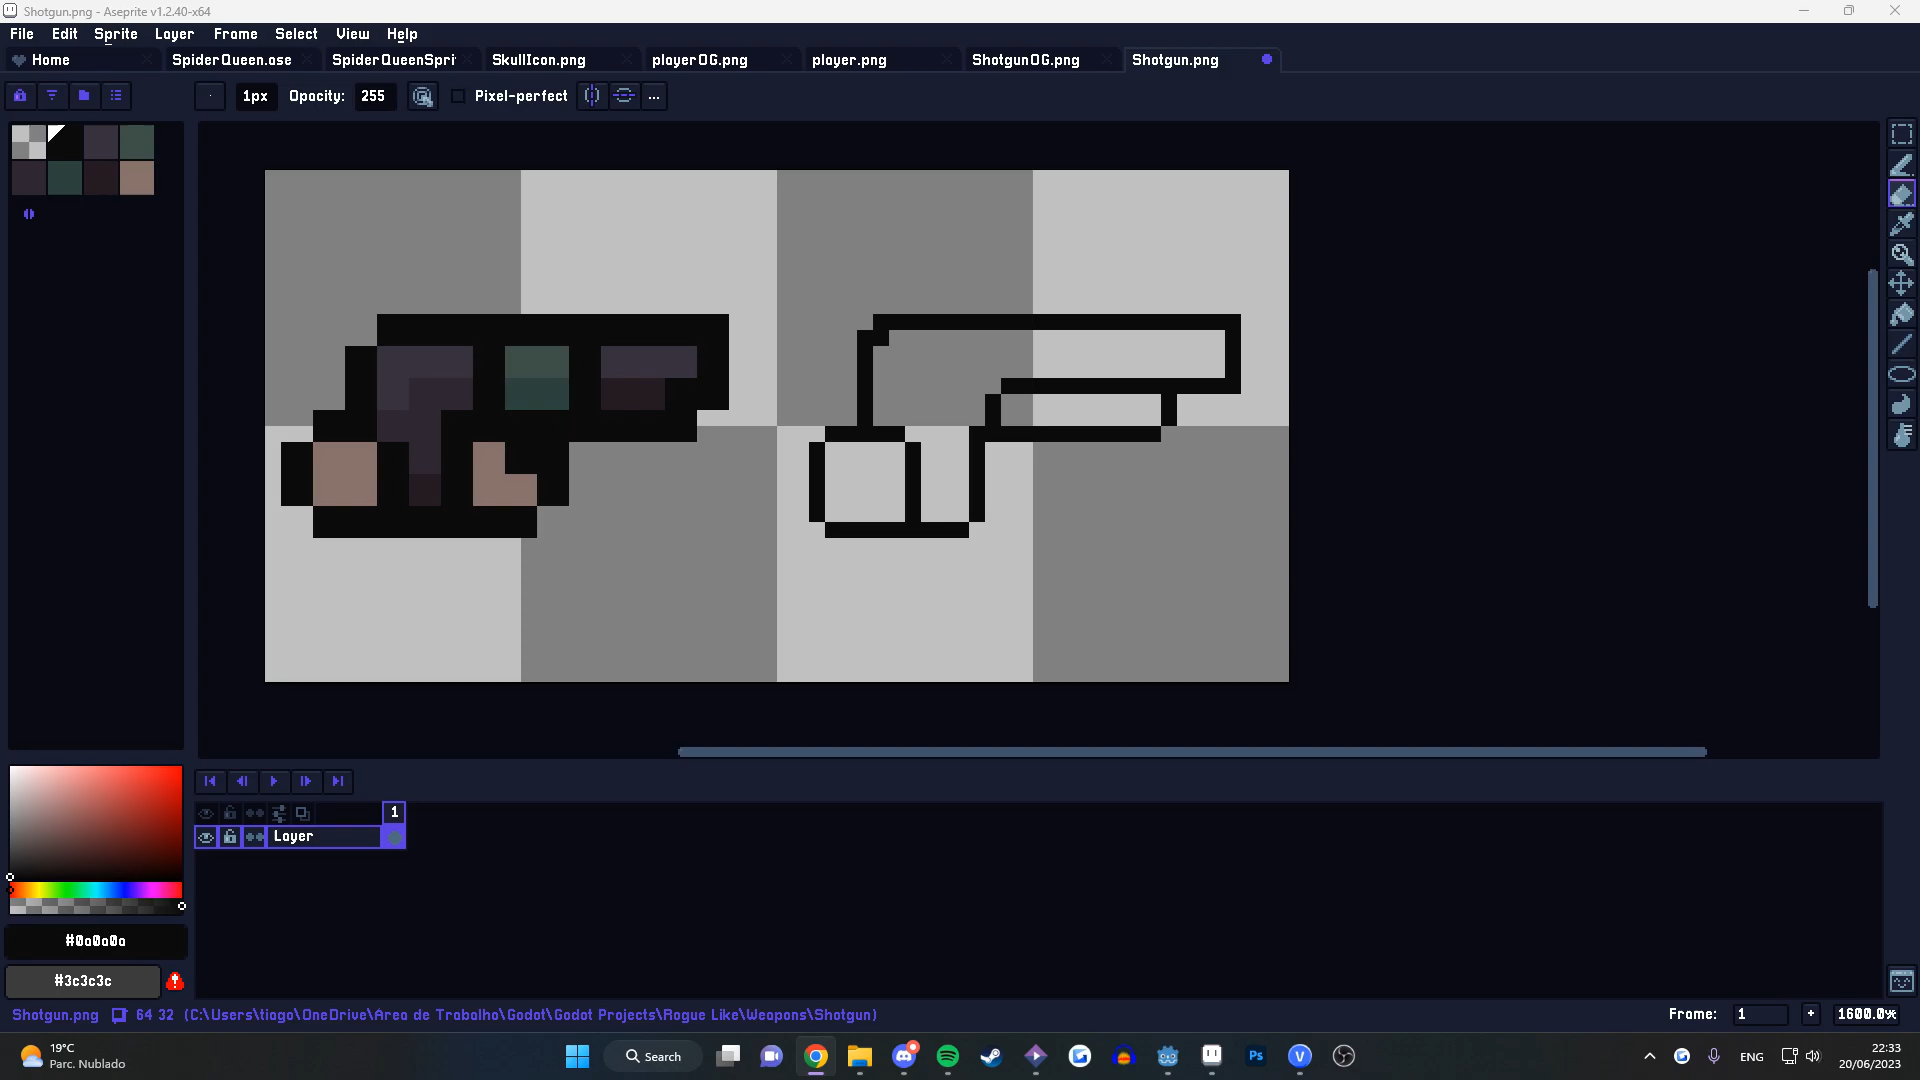 Shotgun.png - Aseprite v1.2.40-x64
File Edit Sprite Layer Frame Select View Help
Home SpiderQueen.ase SpiderQueenSpri SkullIcon.png playerOG.png player.png ShotgunOG.png Shotgun.png
1px Opacity: 255 Pixel-perfect ...
1
Layer
#0a0a0a
#3c3c3c
Shotgun.png 64 32 (C:\Users\tiago\OneDrive\Área de Trabalho\Godot\Godot Projects\Rogue Like\Weapons\Shotgun)
Frame: 1 + 1600.0%
19°C
Parc. Nublado
Search
Ps
V
ENG
22:33
20/06/2023